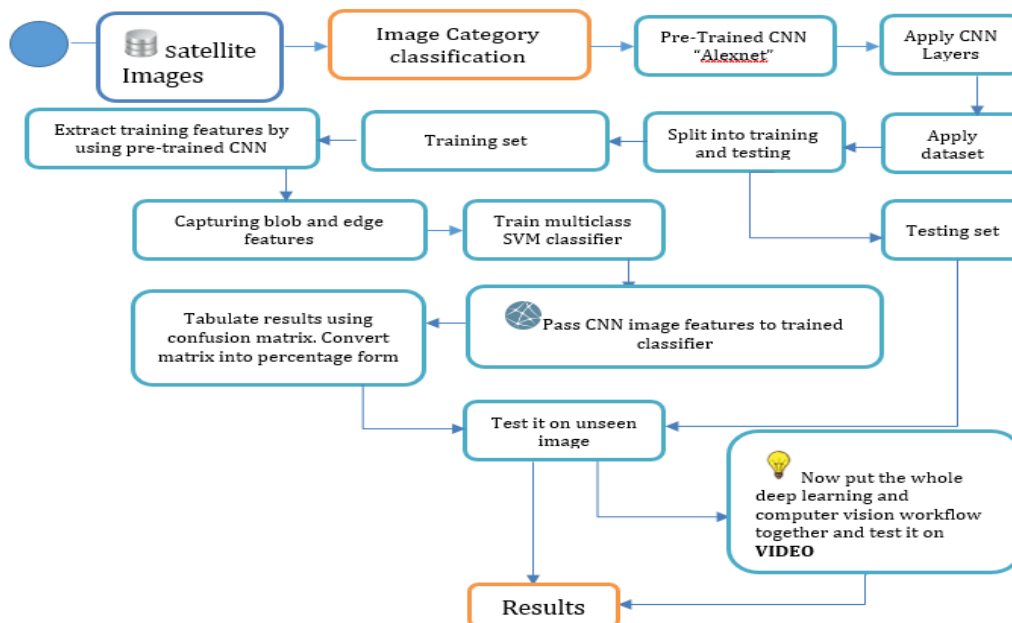 satellite
Images
Image Category
classification
Pre-Trained CNN
“Alexnet”
Apply CNN
Layers
Extract training features by
using pre-trained CNN
Training set
Split into training
and testing
Apply
dataset
Capturing blob and edge
features
Train multiclass
SVM classifier
Testing set
Tabulate results using
confusion matrix. Convert
matrix into percentage form
Pass CNN image features to trained
classifier
Test it on unseen
image
Now put the whole
deep learning and
computer vision workflow
together and test it on
VIDEO
Results